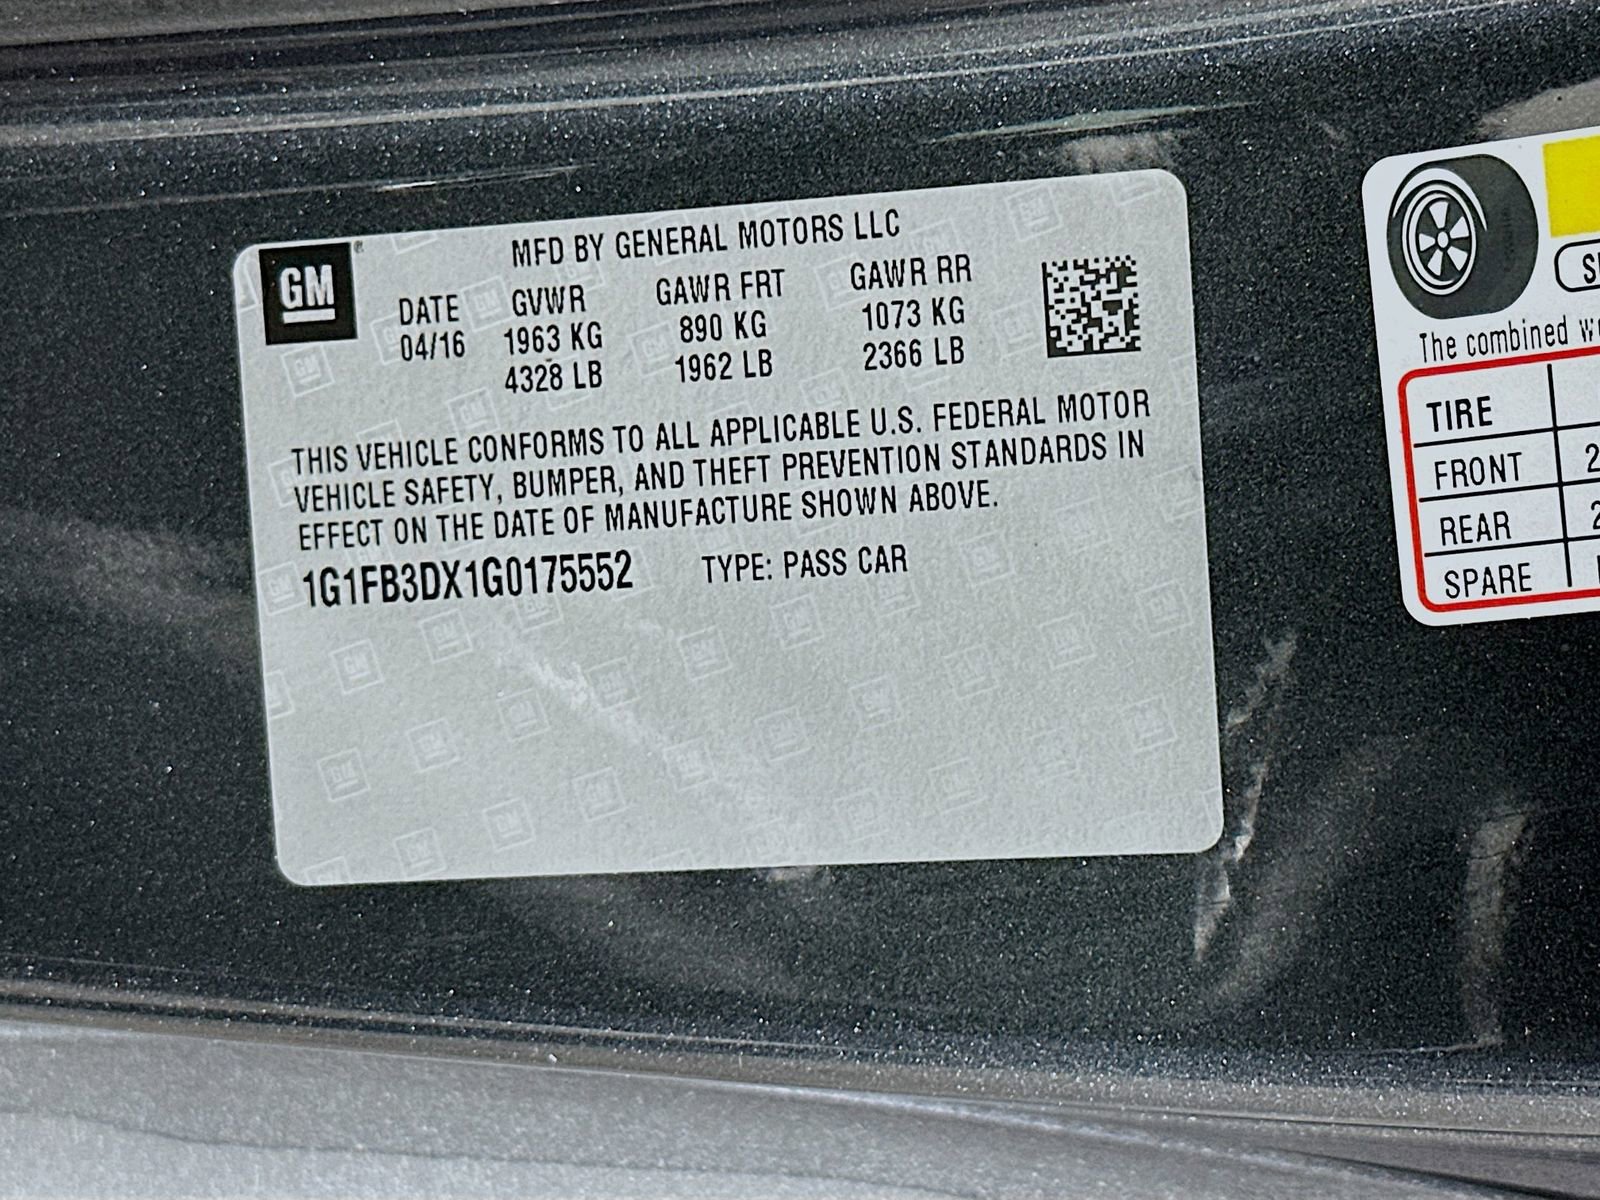 GM
MFD BY GENERAL MOTORS LLC
DATE GVWR GAWR FRT GAWR RR
04/16 1963 KG 890 KG 1073 KG
4328 LB 1962 LB 2366 LB
THIS VEHICLE CONFORMS TO ALL APPLICABLE U.S. FEDERAL MOTOR
VEHICLE SAFETY, BUMPER, AND THEFT PREVENTION STANDARDS IN
EFFECT ON THE DATE OF MANUFACTURE SHOWN ABOVE.
1G1FB3DX1G0175552 TYPE: PASS CAR
The combined
TIRE
FRONT 2
REAR 2
SPARE